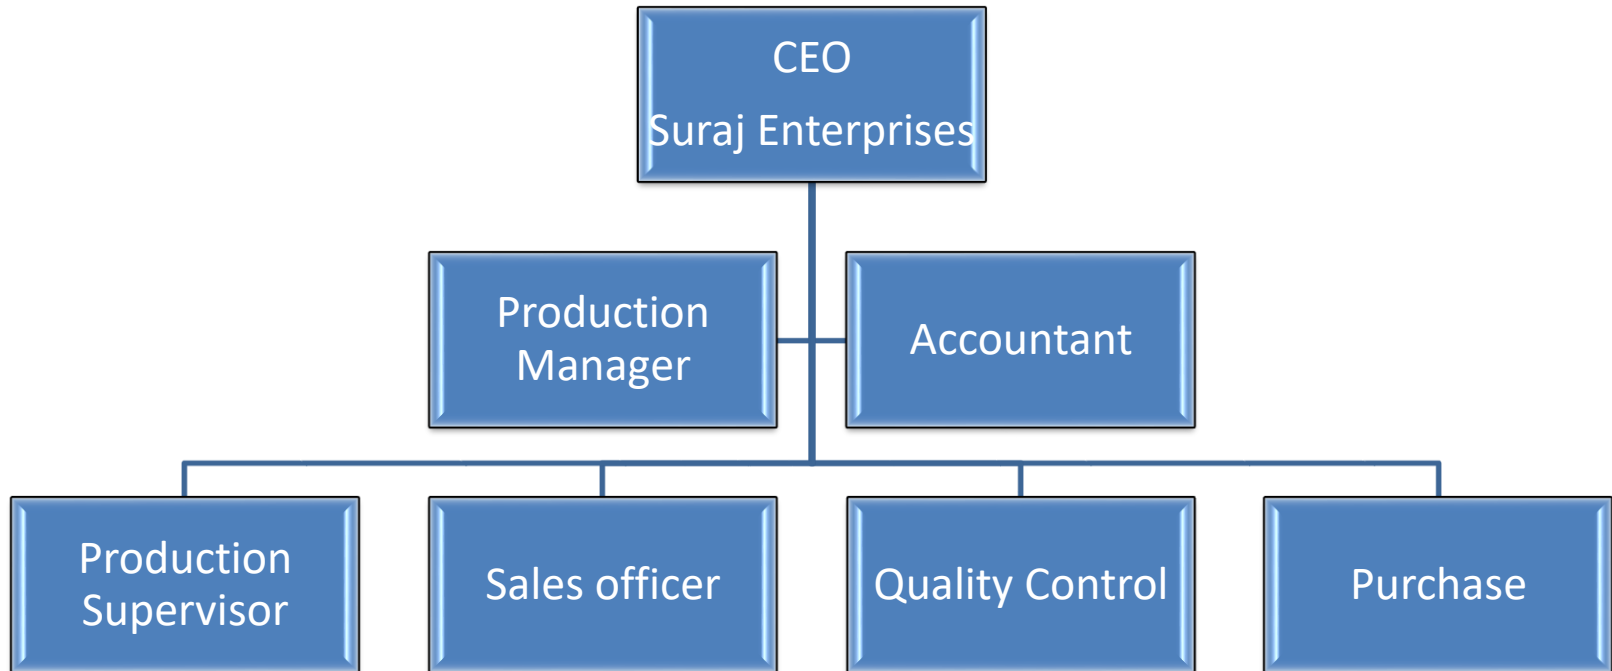 CEO
Suraj Enterprises
Production
Manager
Accountant
Production
Supervisor
Sales officer
Quality Control
Purchase